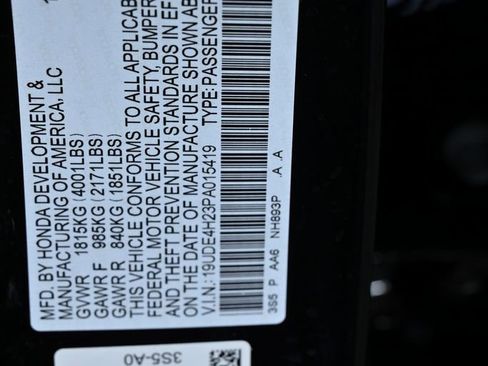 MFD. BY HONDA DEVELOPMENT &
MANUFACTURING OF AMERICA, LLC
GVWR 1815KG (4001LBS)
GAWR F 985KG (2171LBS)
GAWR R 840KG (1851LBS)
THIS VEHICLE CONFORMS TO ALL APPLICAB
FEDERAL MOTOR VEHICLE SAFETY, BUMPER
AND THEFT PREVENTION STANDARDS IN EF
ON THE DATE OF MANUFACTURE SHOWN AB
V.I.N.: 19UDE4H23PA015419 TYPE: PASSENGER
3S5 P AA6 NH893P .A .A
3S5-A0